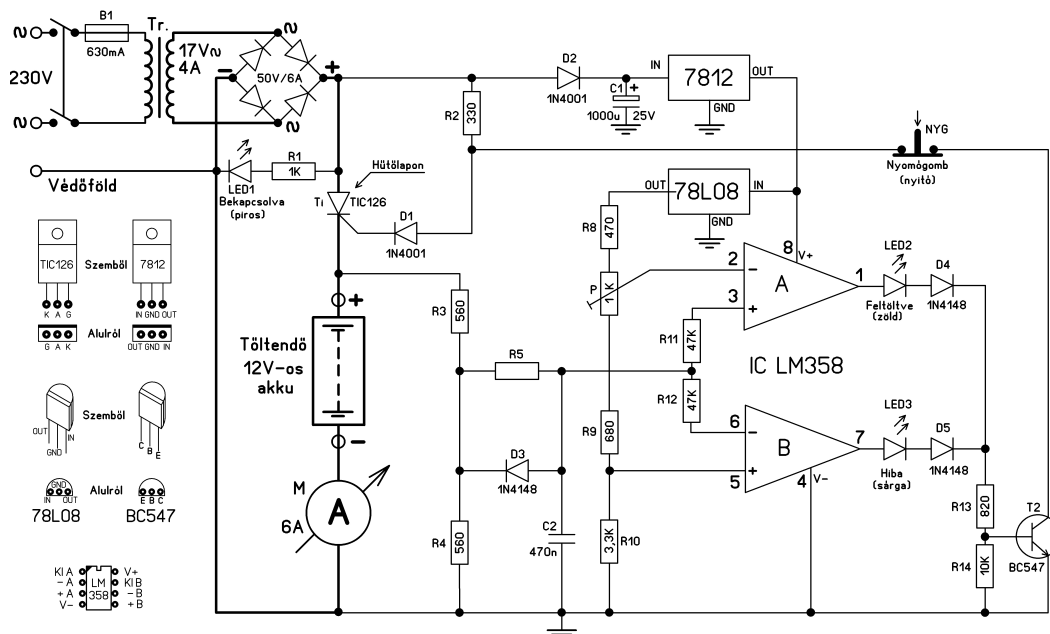 B1
630mA
230V
Tr.
17V~
4A
50V/6A
+
-
D2
1N4001
C1
+
1000u
25V
IN
7812
OUT
GND
R2
330
NYG
Nyomógomb
(nyitó)
Védőföld
LED1
Bekapcsolva
(piros)
R1
1K
Hűtőlapon
Ti
TIC126
D1
1N4001
OUT
78L08
IN
GND
R8
470
P
1K
2
-
3
+
8
V+
A
1
LED2
Feltöltve
(zöld)
D4
1N4148
TIC126
Szemből
7812
K A G
IN GND OUT
Alulról
G A K
OUT GND IN
+
R3
560
Töltendő
12V-os
akku
-
R5
R11
47K
R12
47K
IC LM358
R9
680
6
-
5
+
B
7
4
V-
LED3
Hiba
(sárga)
D5
1N4148
Szemből
OUT
IN
GND
C
B
E
D3
1N4148
M
A
6A
R4
560
C2
470n
3,3K
R10
R13
820
T2
BC547
R14
10K
Alulról
GND
IN OUT
E B C
78L08
BC547
KI A
- A
+ A
V-
LM
358
V+
KI B
- B
+ B